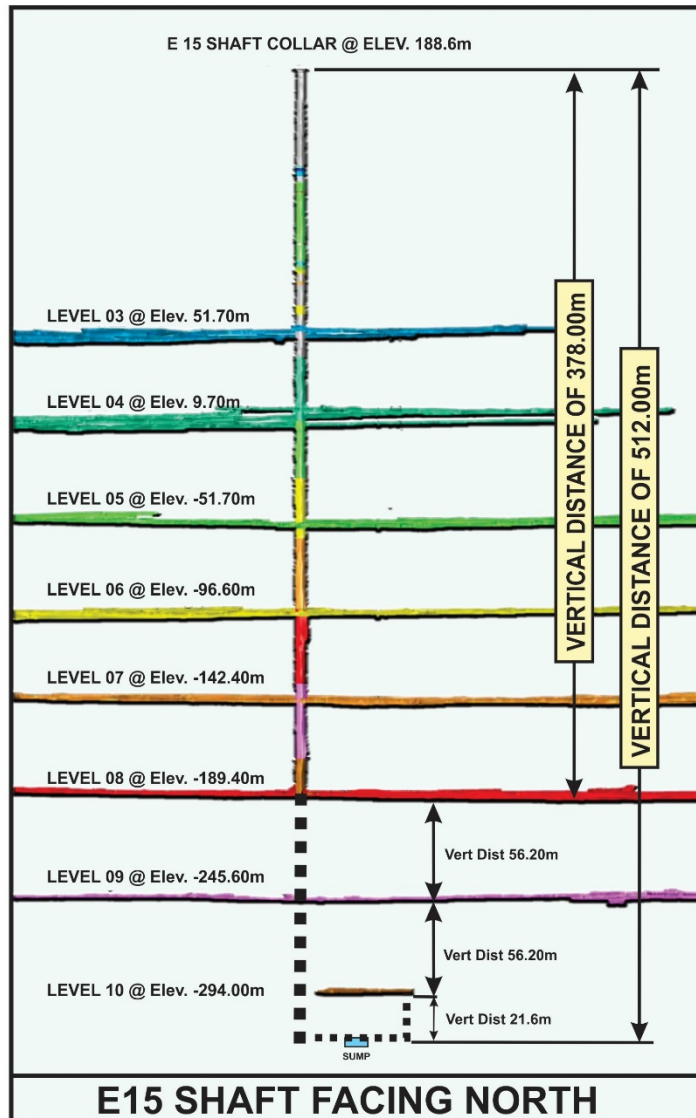 E 15 SHAFT COLLAR @ ELEV. 188.6m
VERTICAL DISTANCE OF 378.00m
VERTICAL DISTANCE OF 512.00m
LEVEL 03 @ Elev. 51.70m
LEVEL 04 @ Elev. 9.70m
LEVEL 05 @ Elev. -51.70m
LEVEL 06 @ Elev. -96.60m
LEVEL 07 @ Elev. -142.40m
LEVEL 08 @ Elev. -189.40m
Vert Dist 56.20m
LEVEL 09 @ Elev. -245.60m
Vert Dist 56.20m
LEVEL 10 @ Elev. -294.00m
Vert Dist 21.6m
SUMP
E15 SHAFT FACING NORTH